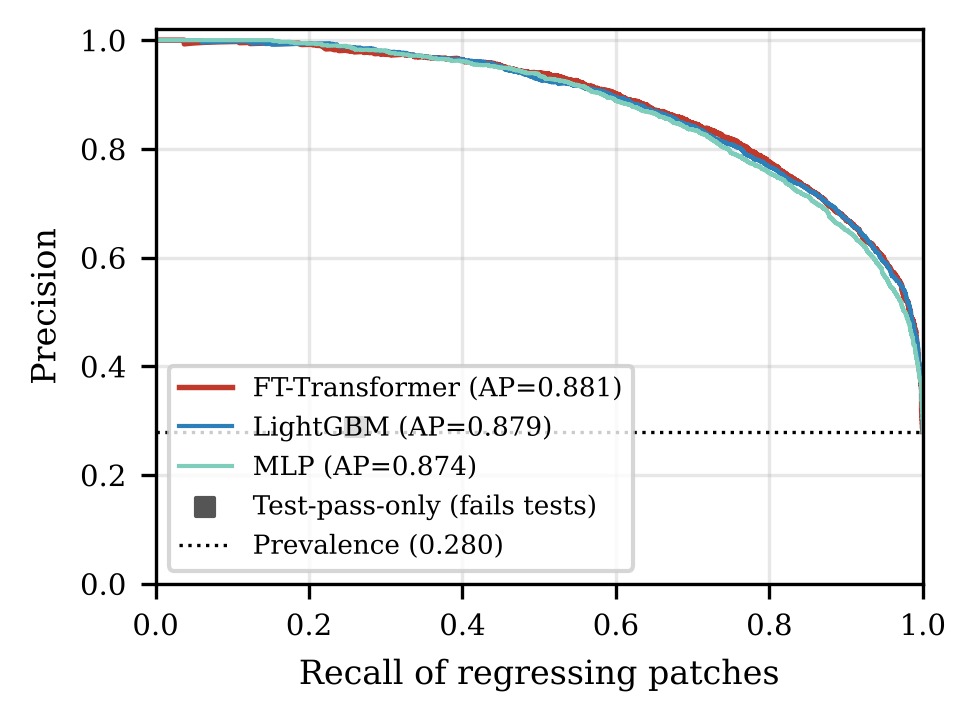 1.0
0.8
0.6
0.4
0.2
0.0
Precision
FT-Transformer (AP=0.881)
LightGBM (AP=0.879)
MLP (AP=0.874)
Test-pass-only (fails tests)
Prevalence (0.280)
0.0 0.2 0.4 0.6 0.8 1.0
Recall of regressing patches